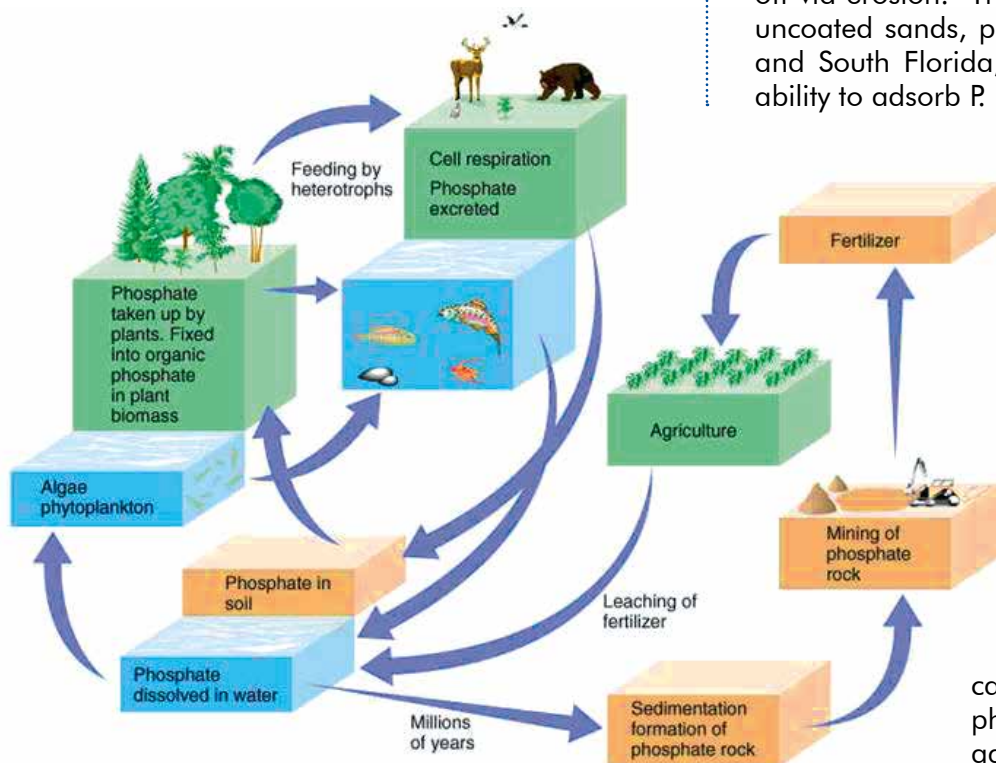 uncoated sands, p
and South Florida,
ability to adsorb P.
Feeding by
heterotrophs
Cell respiration
Phosphate
excreted
Fertilizer
Phosphate
taken up by
plants. Fixed
into organic
phosphate
in plant
biomass
Agriculture
Algae
phytoplankton
Mining of
phosphate
rock
Phosphate in
soil
Leaching of
fertilizer
Phosphate
dissolved in water
Millions
of years
Sedimentation
formation of
phosphate rock
ca
ph